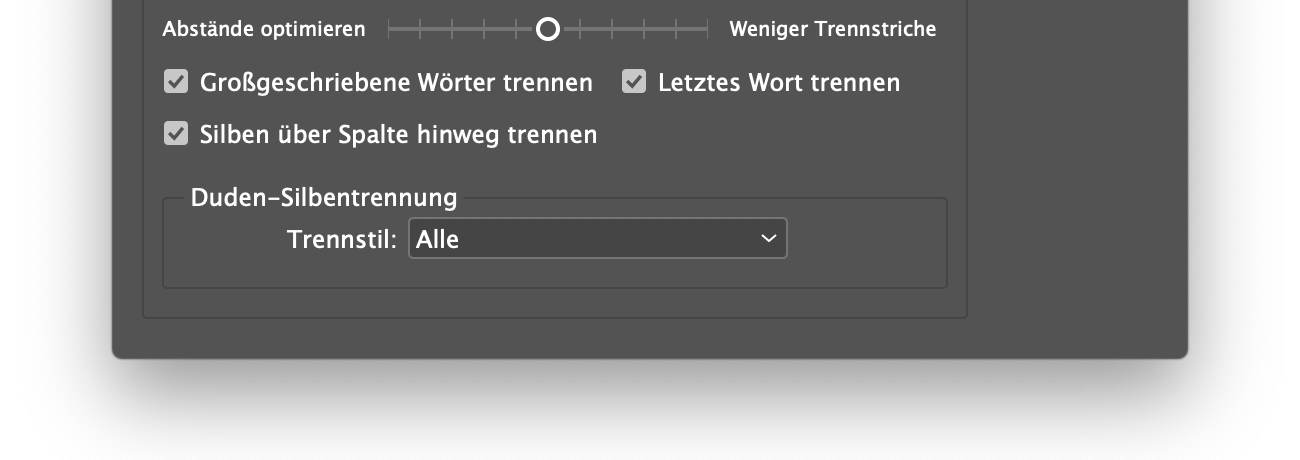 Abstände optimieren Weniger Trennstriche
Großgeschriebene Wörter trennen Letztes Wort trennen
Silben über Spalte hinweg trennen
Duden-Silbentrennung
Trennstil: Alle